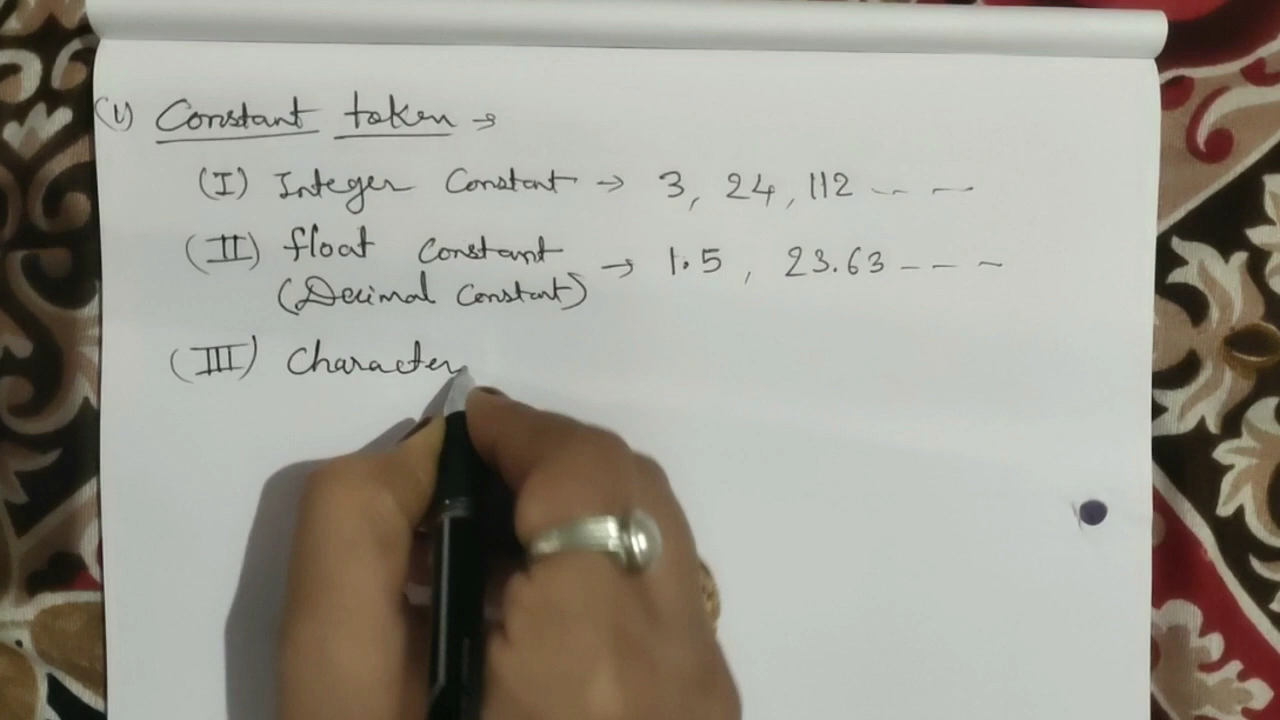 (1) Constant token →
(I) Integer Constant → 3, 24, 112 -- --
(II) float Constant → 1.5, 23.63 ---
(Decimal Constant)
(III) Character